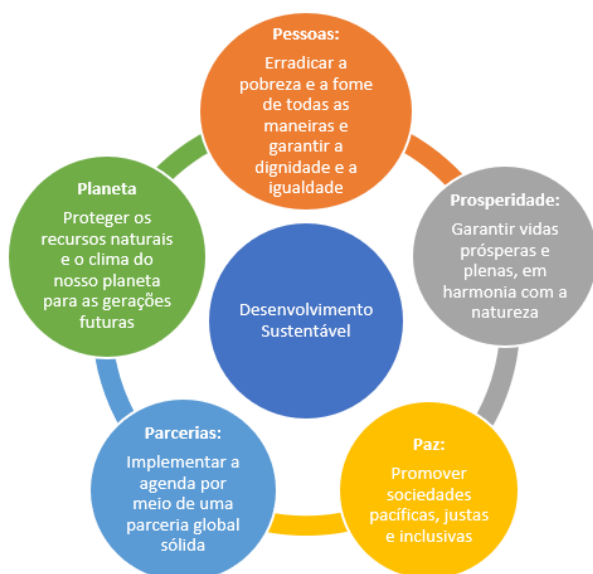 Pessoas:
Erradicar a
pobreza e a fome
de todas as
maneiras e
garantir a
dignidade e a
igualdade
Prosperidade:
Garantir vidas
prósperas e
plenas, em
harmonia com a
natureza
Paz:
Promover
sociedades
pacíficas, justas
e inclusivas
Parcerias:
Implementar a
agenda por
meio de uma
parceria global
sólida
Planeta
Proteger os
recursos naturais
e o clima do
nosso planeta
para as gerações
futuras
Desenvolvimento
Sustentável